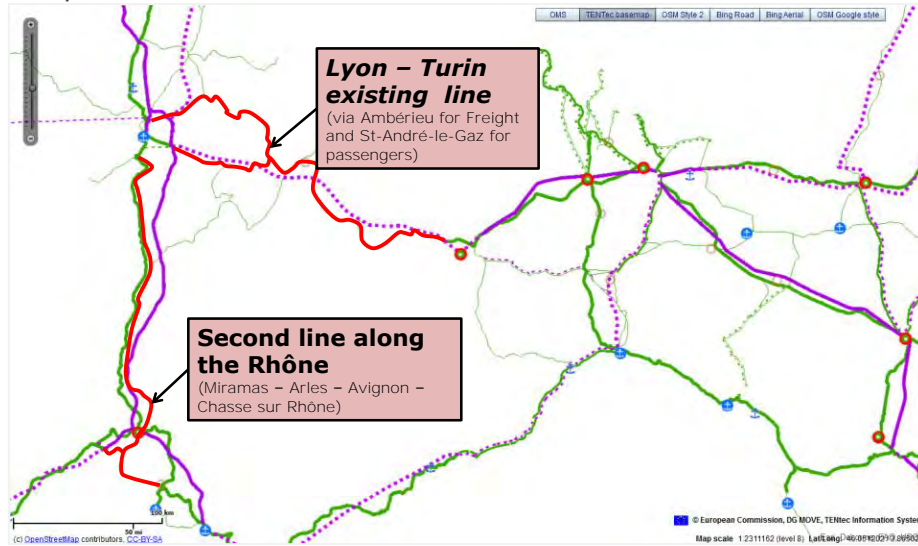 OMS TENTec basemap OSM Style 2 Bing Road Bing Aerial OSM Google style
Lyon – Turin
existing line
(via Ambérieu for Freight
and St-André-le-Gaz for
passengers)
Second line along
the Rhône
(Miramas – Arles – Avignon –
Chasse sur Rhône)
100 km
50 mi
(c) OpenStreetMap contributors, CC-BY-SA
© European Commission, DG MOVE, TENtec Information System
Map scale 1:2311162 (level 8) Lat/Long